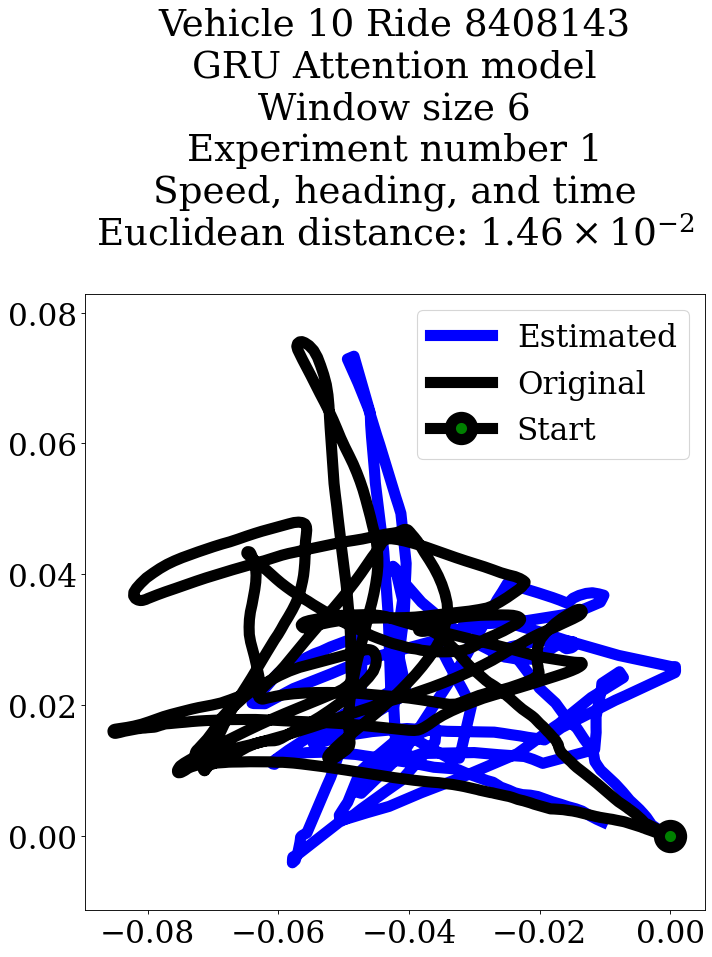 Vehicle 10 Ride 8408143
GRU Attention model
Window size 6
Experiment number 1
Speed, heading, and time
Euclidean distance: 1.46 × 10⁻²
Estimated
Original
Start
0.08
0.06
0.04
0.02
0.00
−0.08
−0.06
−0.04
−0.02
0.00